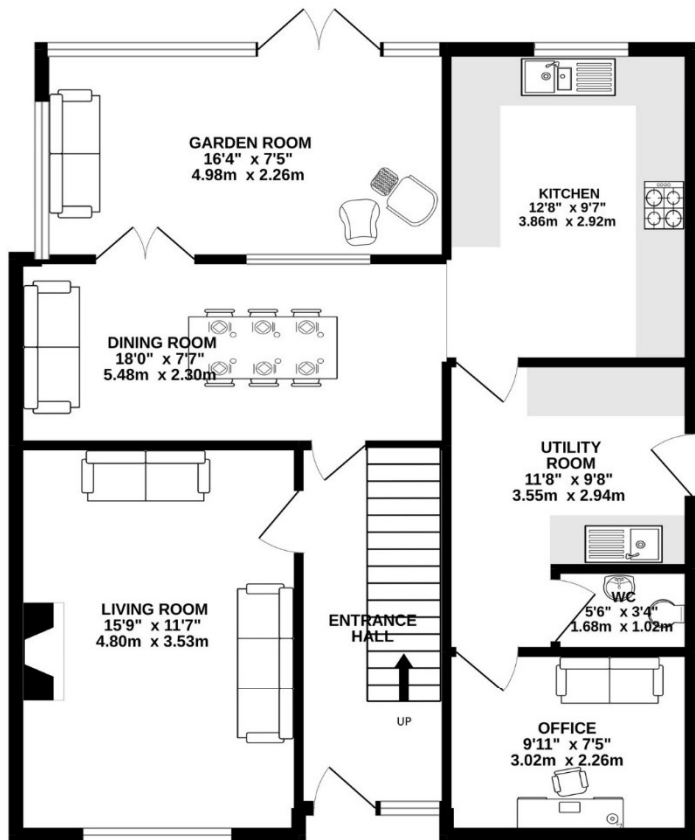 GARDEN ROOM
16'4" x 7'5"
4.98m x 2.26m
KITCHEN
12'8" x 9'7"
3.86m x 2.92m
DINING ROOM
18'0" x 7'7"
5.48m x 2.30m
UTILITY
ROOM
11'8" x 9'8"
3.55m x 2.94m
LIVING ROOM
15'9" x 11'7"
4.80m x 3.53m
ENTRANCE
HALL
UP
WC
5'6" x 3'4"
1.68m x 1.02m
OFFICE
9'11" x 7'5"
3.02m x 2.26m